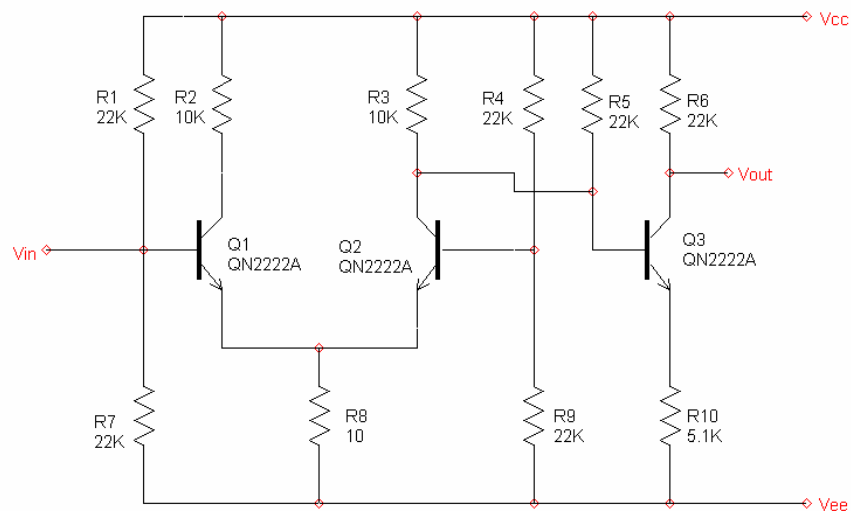 Vcc
R1
22K
R2
10K
R3
10K
R4
22K
R5
22K
R6
22K
Vout
Vin
Q1
QN2222A
Q2
QN2222A
Q3
QN2222A
R7
22K
R8
10
R9
22K
R10
5.1K
Vee